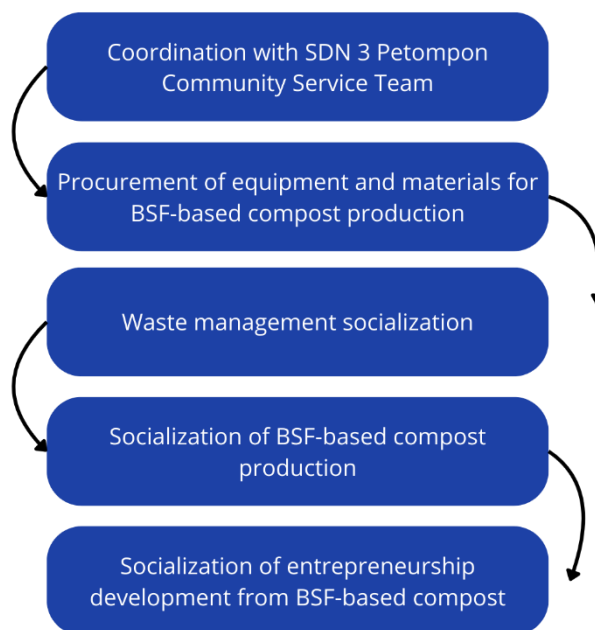 Coordination with SDN 3 Petompon
Community Service Team
Procurement of equipment and materials for
BSF-based compost production
Waste management socialization
Socialization of BSF-based compost
production
Socialization of entrepreneurship
development from BSF-based compost